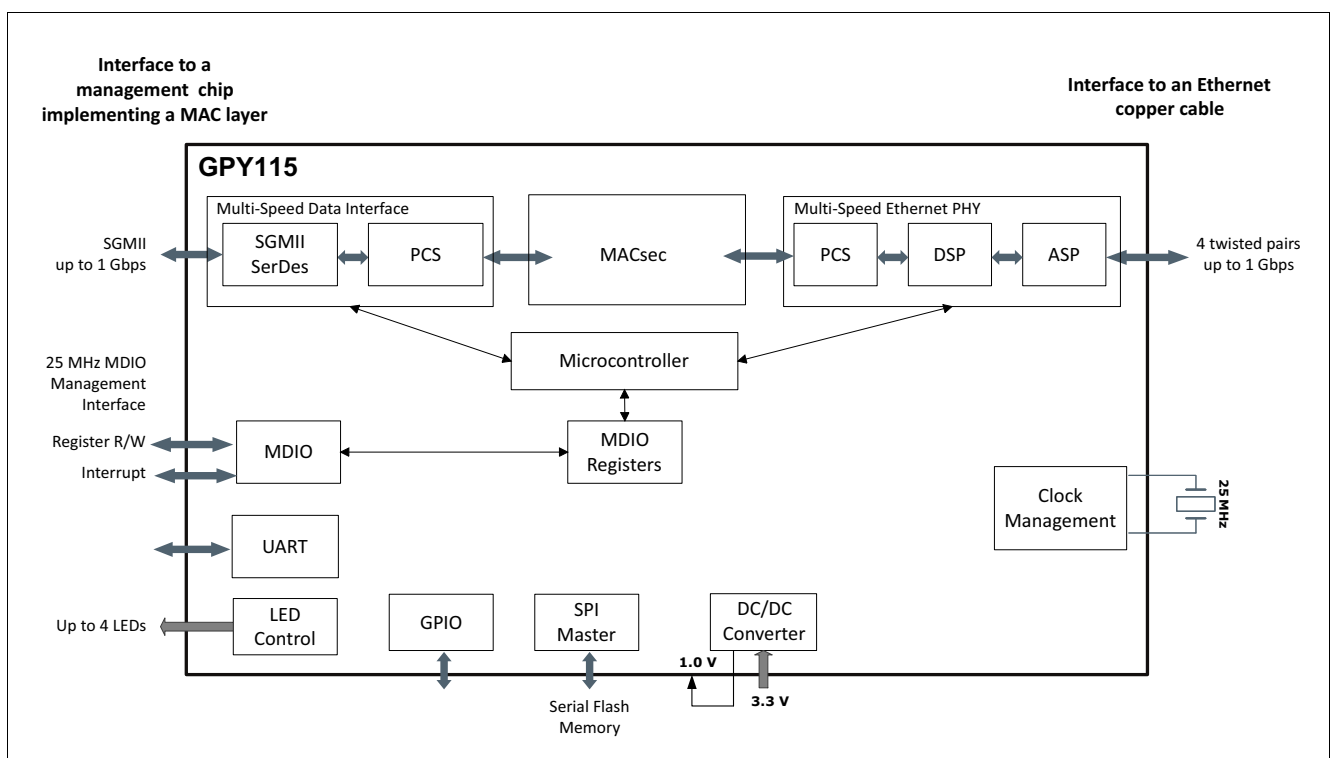 Interface to a
management chip
implementing a MAC layer
Interface to an Ethernet
copper cable
GPY115
Multi-Speed Data Interface
Multi-Speed Ethernet PHY
SGMII
up to 1 Gbps
SGMII
SerDes
PCS
MACsec
PCS
DSP
ASP
4 twisted pairs
up to 1 Gbps
Microcontroller
25 MHz MDIO
Management
Interface
Register R/W
Interrupt
MDIO
MDIO
Registers
Clock
Management
25 MHz
UART
Up to 4 LEDs
LED
Control
GPIO
SPI
Master
DC/DC
Converter
1.0 V
3.3 V
Serial Flash
Memory